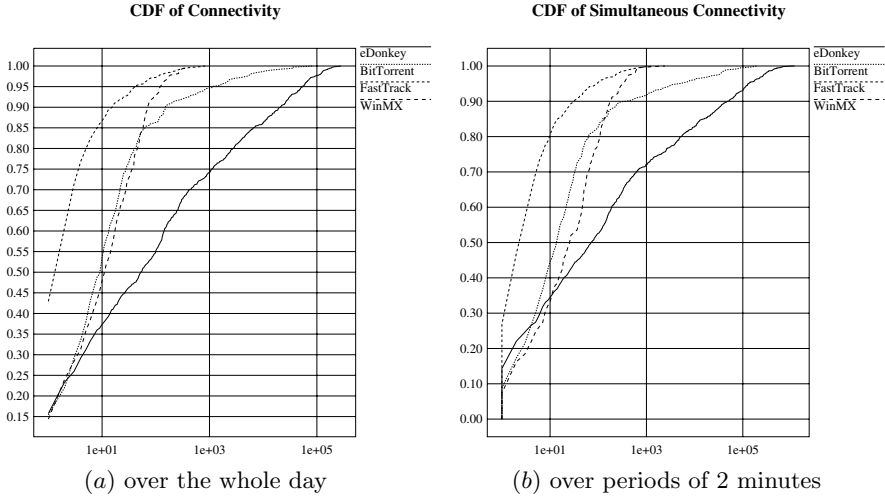 CDF of Connectivity
eDonkey
BitTorrent
FastTrack
WinMX
1.00
0.95
0.90
0.85
0.80
0.75
0.70
0.65
0.60
0.55
0.50
0.45
0.40
0.35
0.30
0.25
0.20
0.15
1e+01 1e+03 1e+05
(a) over the whole day
CDF of Simultaneous Connectivity
eDonkey
BitTorrent
FastTrack
WinMX
1.00
0.90
0.80
0.70
0.60
0.50
0.40
0.30
0.20
0.10
0.00
1e+01 1e+03 1e+05
(b) over periods of 2 minutes